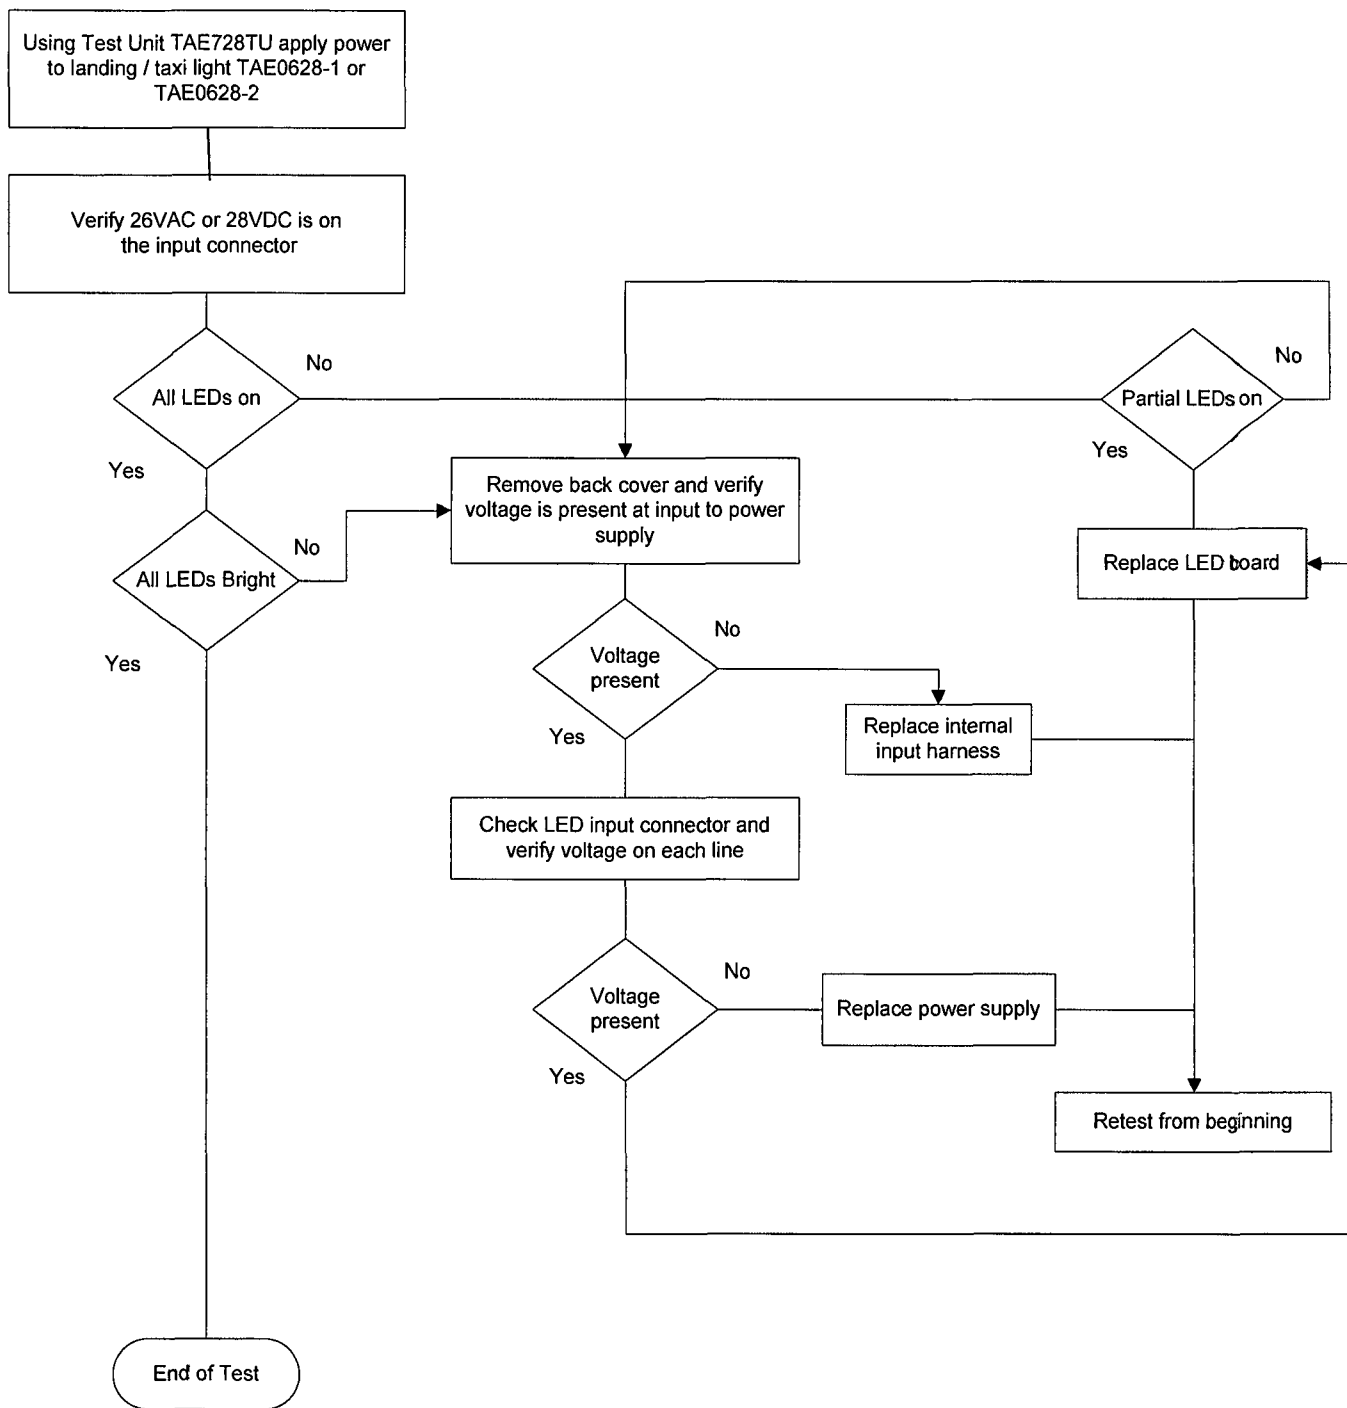 Using Test Unit TAE728TU apply power
to landing / taxi light TAE0628-1 or
TAE0628-2
Verify 26VAC or 28VDC is on
the input connector
No
No
All LEDs on
Partial LEDs on
Yes
Yes
Remove back cover and verify
voltage is present at input to power
supply
No
All LEDs Bright
Replace LED board
Yes
No
Voltage
present
Yes
Replace internal
input harness
Check LED input connector and
verify voltage on each line
No
Voltage
present
Replace power supply
Yes
Retest from beginning
End of Test